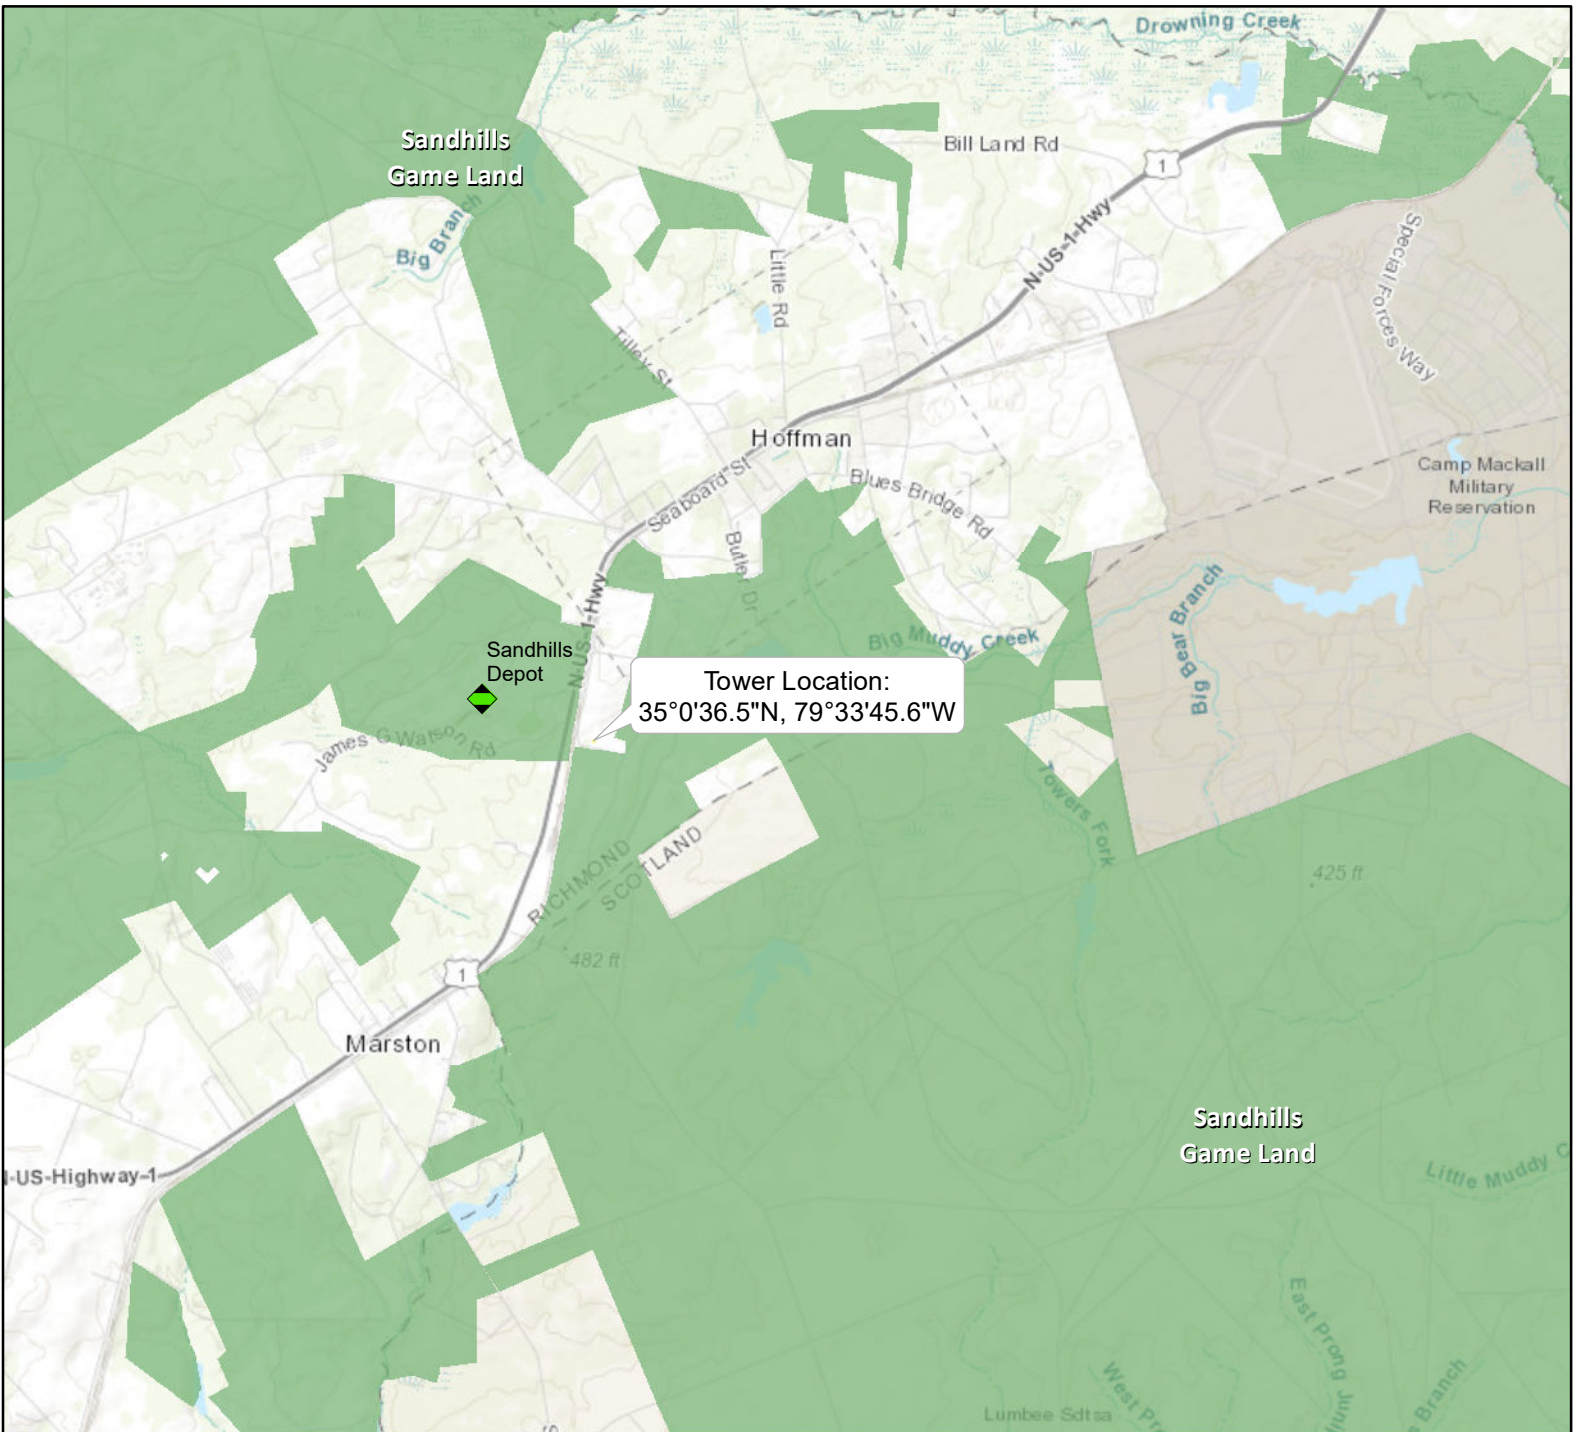 Drowning Creek
Sandhills
Game Land
Bill Land Rd
1
N-US-1-Hwy
Big Branch
Little Rd
Special Forces Way
Tilley St
Hoffman
Seaboard St
Blues Bridge Rd
Camp Mackall
Military
Reservation
Butler Dr
N-US-1-Hwy
Big Bear Branch
Big Muddy Creek
Sandhills
Depot
Tower Location:
35°0'36.5"N, 79°33'45.6"W
James G Watson Rd
Towers Fork
RICHMOND
SCOTLAND
425 ft
482 ft
1
Marston
Sandhills
Game Land
-US-Highway-1
Little Muddy C
East Prong Jun
West Pr
Branch
Lumbee Sdtsa